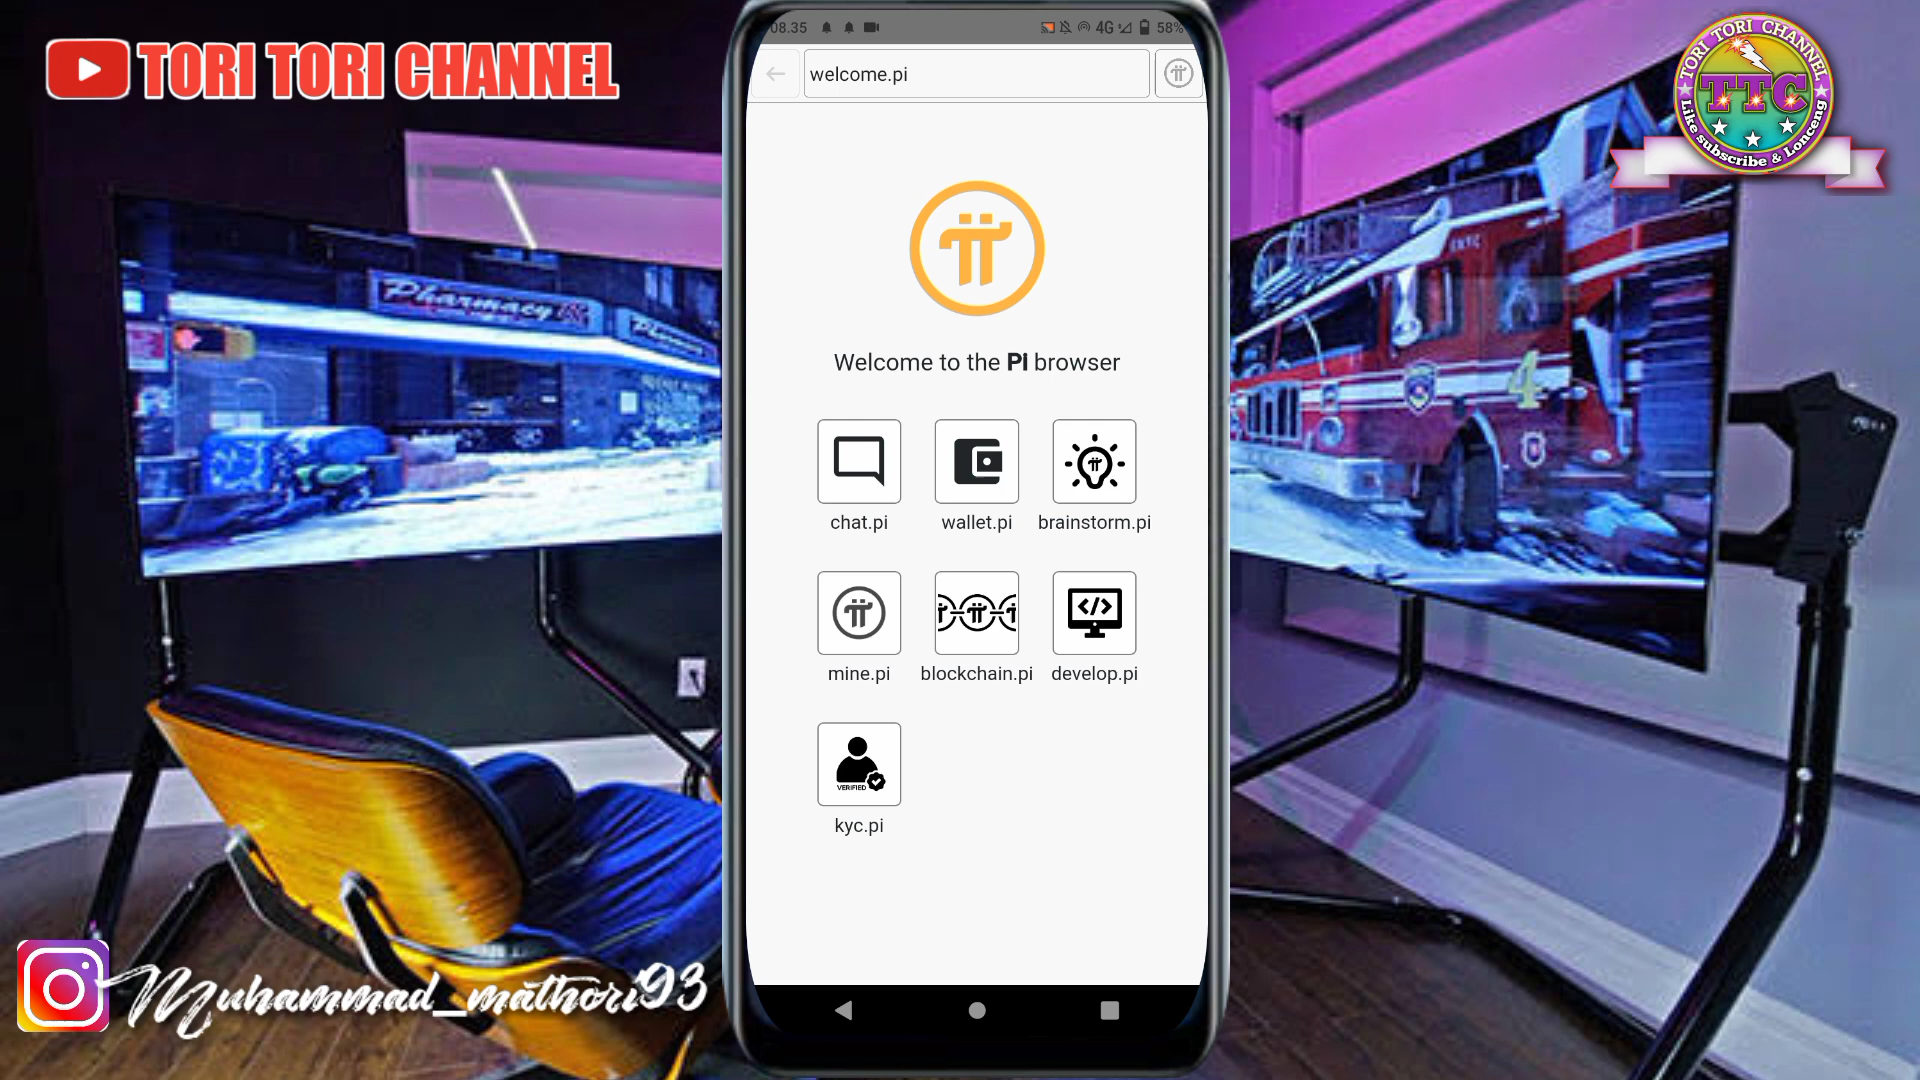 TORI TORI CHANNEL
08.35
4G
58%
welcome.pi
TORI TORI CHANNEL
TTC
Like subscribe & Lonceng
Welcome to the Pi browser
chat.pi
wallet.pi
brainstorm.pi
mine.pi
blockchain.pi
develop.pi
VERIFIED
kyc.pi
Pharmacy
Pharmacy
4
Muhammad_mathori93